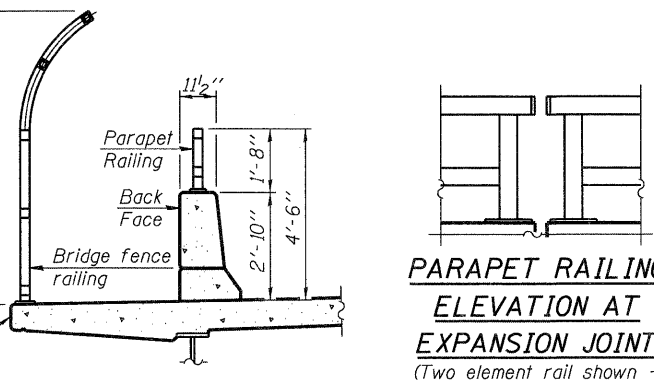 11½"
Parapet
Railing
1'-8"
Back
Face
2'-10"
4'-6"
Bridge fence
railing
PARAPET RAILING
ELEVATION AT
EXPANSION JOINT
(Two element rail shown -